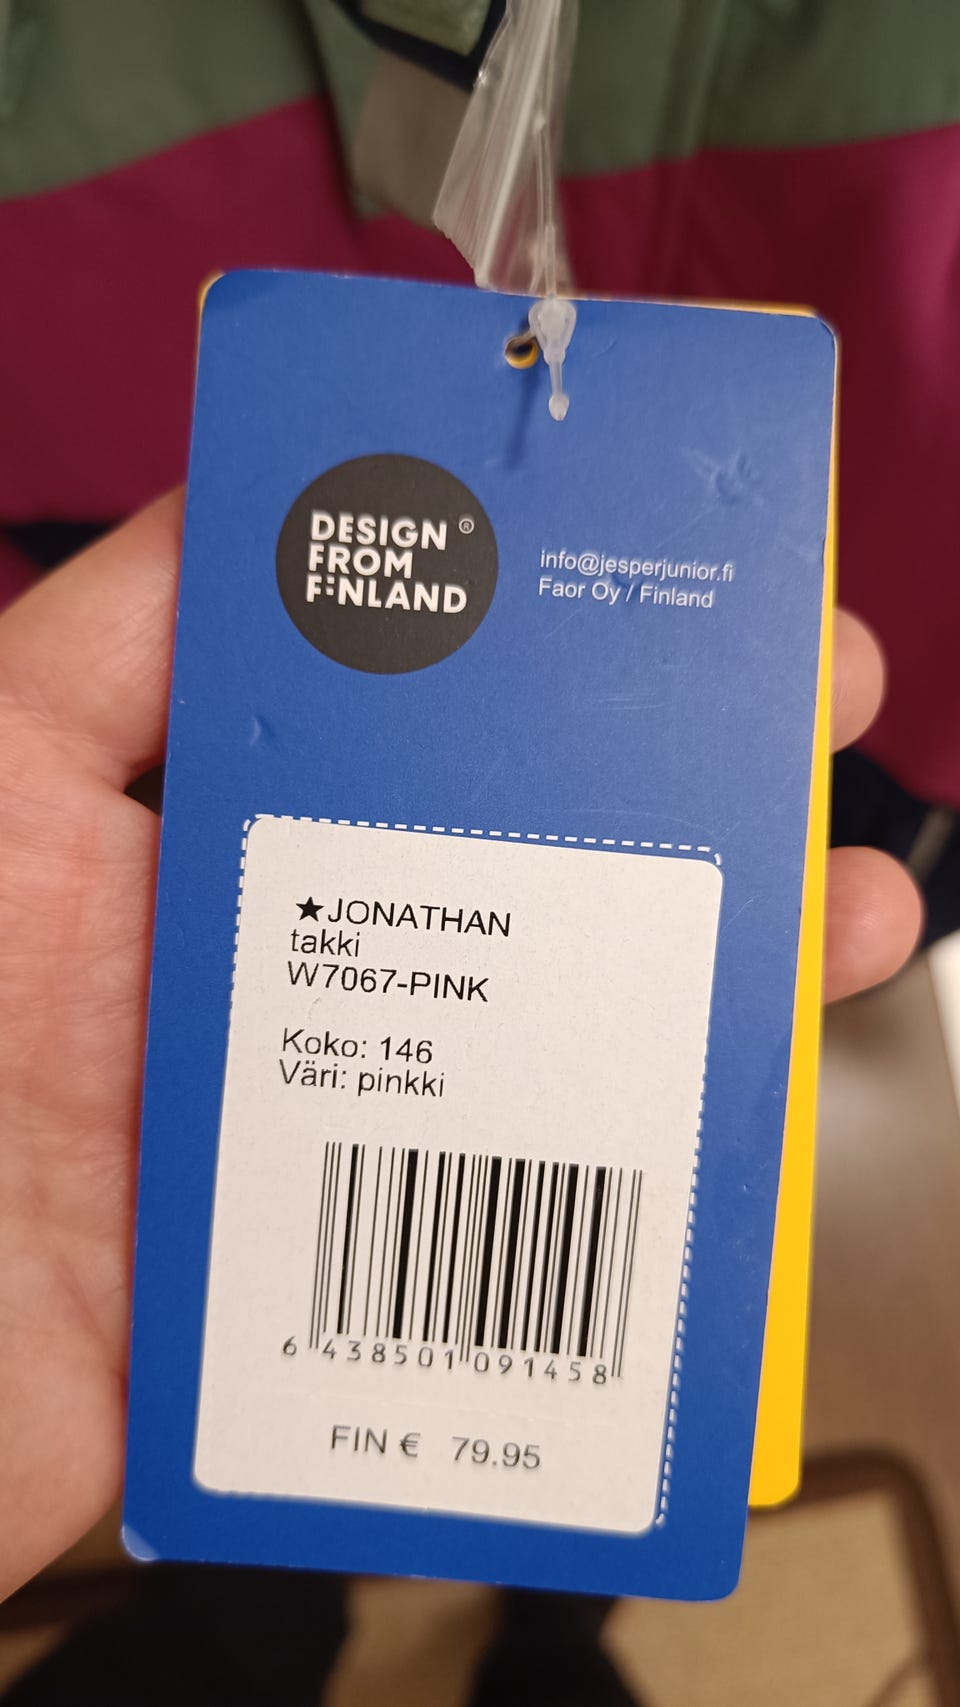 DESIGN ®
FROM
FINLAND
info@jesperjunior.fi
Faor Oy / Finland
★JONATHAN
takki
W7067-PINK
Koko: 146
Väri: pinkki
6 438501 091458
FIN € 79.95